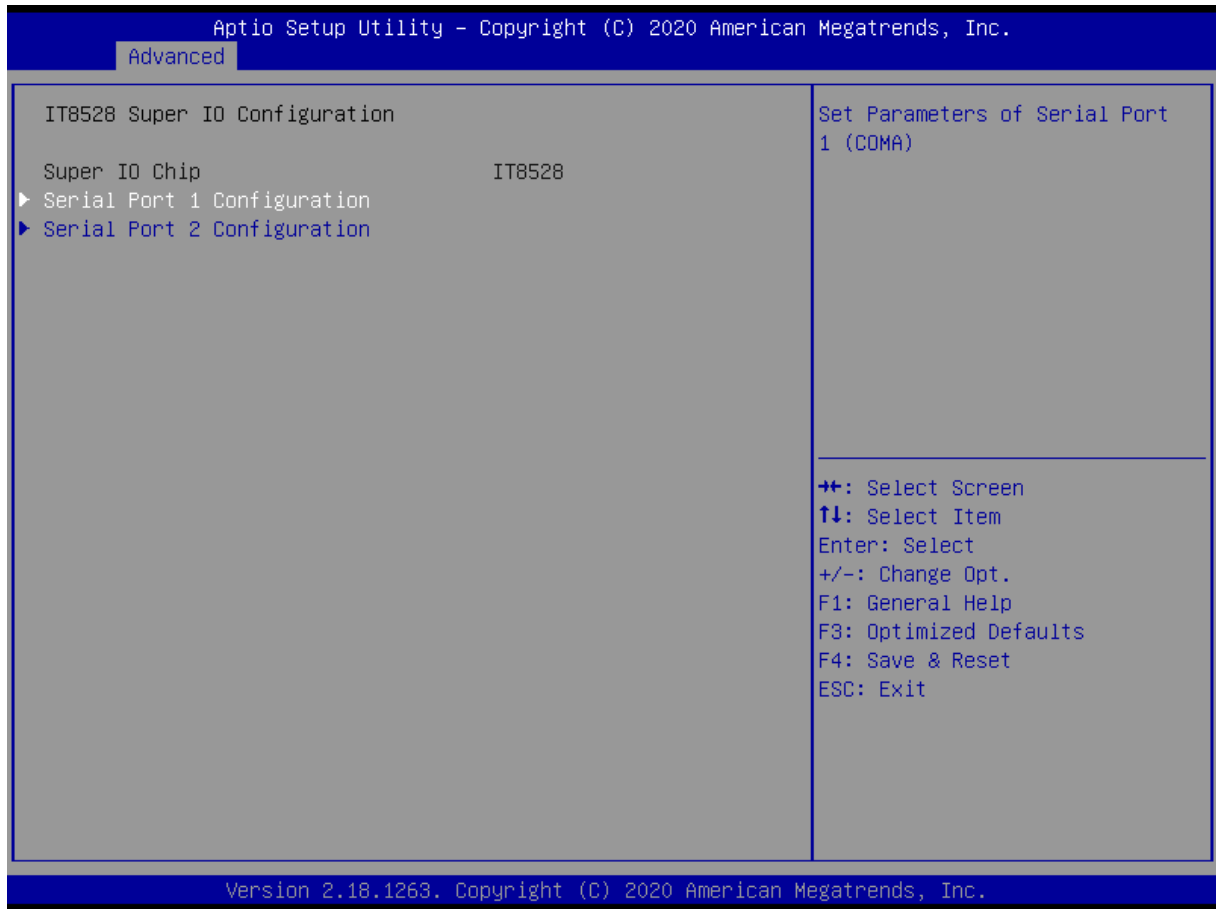 Aptio Setup Utility – Copyright (C) 2020 American Megatrends, Inc.
Advanced
IT8528 Super IO Configuration
Super IO Chip IT8528
▶ Serial Port 1 Configuration
▶ Serial Port 2 Configuration
Set Parameters of Serial Port
1 (COMA)
→←: Select Screen
↑↓: Select Item
Enter: Select
+/-: Change Opt.
F1: General Help
F3: Optimized Defaults
F4: Save & Reset
ESC: Exit
Version 2.18.1263. Copyright (C) 2020 American Megatrends, Inc.